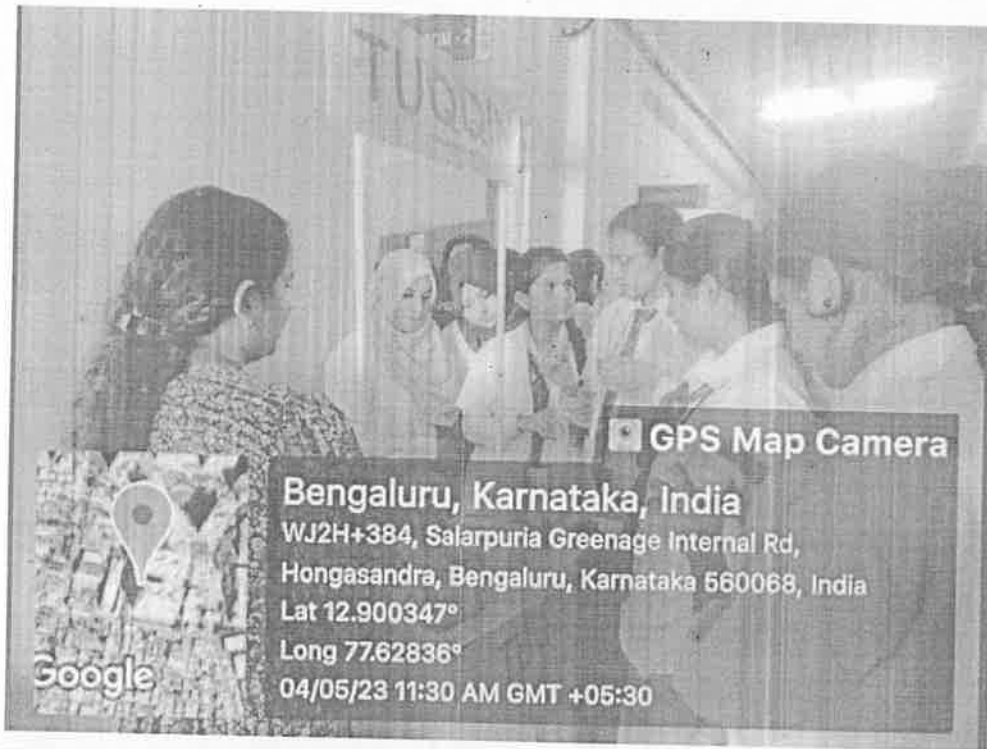 GPS Map Camera
Bengaluru, Karnataka, India
WJ2H+384, Salarpuria Greenage Internal Rd,
Hongasandra, Bengaluru, Karnataka 560068, India
Lat 12.900347°
Long 77.62836°
04/05/23 11:30 AM GMT +05:30
Google